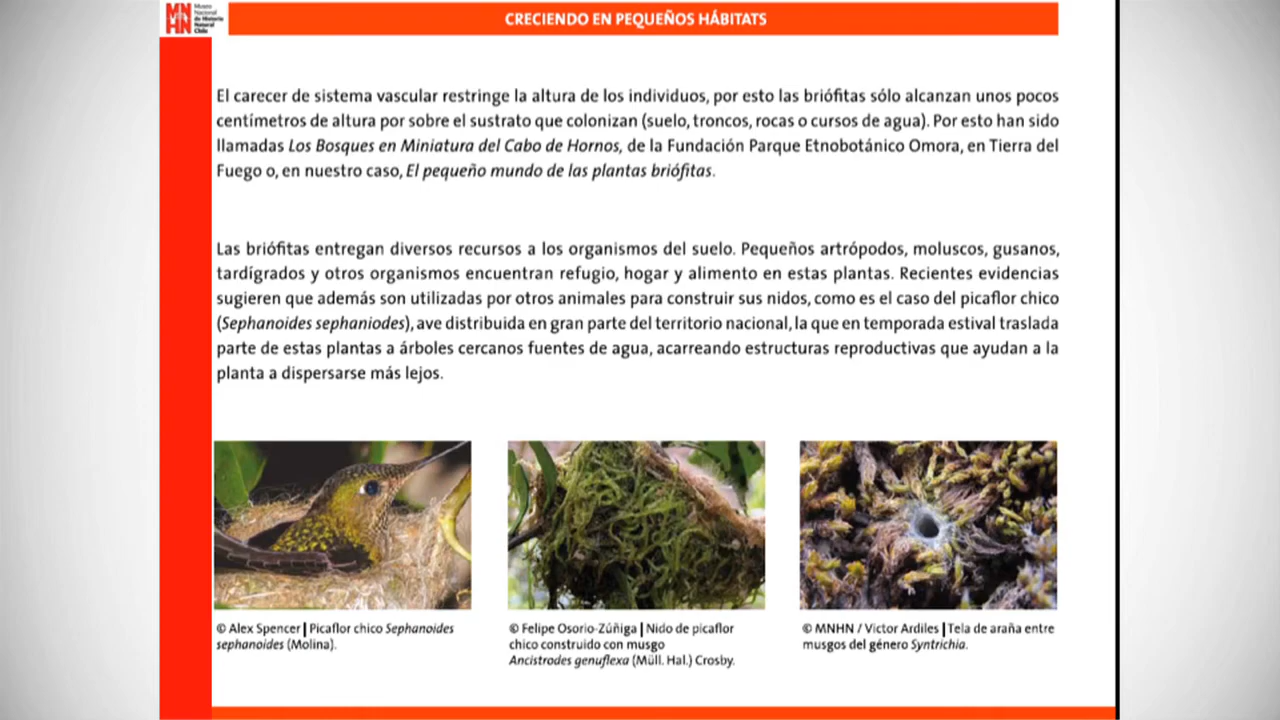 Museo
Nacional
de Historia
Natural
Chile
CRECIENDO EN PEQUEÑOS HÁBITATS
El carecer de sistema vascular restringe la altura de los individuos, por esto las briófitas sólo alcanzan unos pocos
centímetros de altura por sobre el sustrato que colonizan (suelo, troncos, rocas o cursos de agua). Por esto han sido
llamadas Los Bosques en Miniatura del Cabo de Hornos, de la Fundación Parque Etnobotánico Omora, en Tierra del
Fuego o, en nuestro caso, El pequeño mundo de las plantas briófitas.
Las briófitas entregan diversos recursos a los organismos del suelo. Pequeños artrópodos, moluscos, gusanos,
tardígrados y otros organismos encuentran refugio, hogar y alimento en estas plantas. Recientes evidencias
sugieren que además son utilizadas por otros animales para construir sus nidos, como es el caso del picaflor chico
(Sephanoides sephaniodes), ave distribuida en gran parte del territorio nacional, la que en temporada estival traslada
parte de estas plantas a árboles cercanos fuentes de agua, acarreando estructuras reproductivas que ayudan a la
planta a dispersarse más lejos.
© Alex Spencer | Picaflor chico Sephanoides
sephanoides (Molina).
© Felipe Osorio-Zúñiga | Nido de picaflor
chico construido con musgo
Ancistrodes genuflexa (Müll. Hal.) Crosby.
© MNHN / Victor Ardiles | Tela de araña entre
musgos del género Syntrichia.